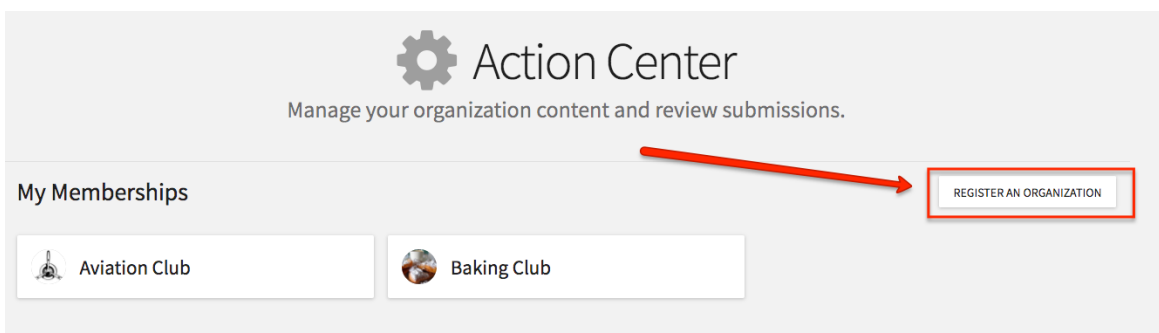 Action Center
Manage your organization content and review submissions.
My Memberships
REGISTER AN ORGANIZATION
Aviation Club
Baking Club